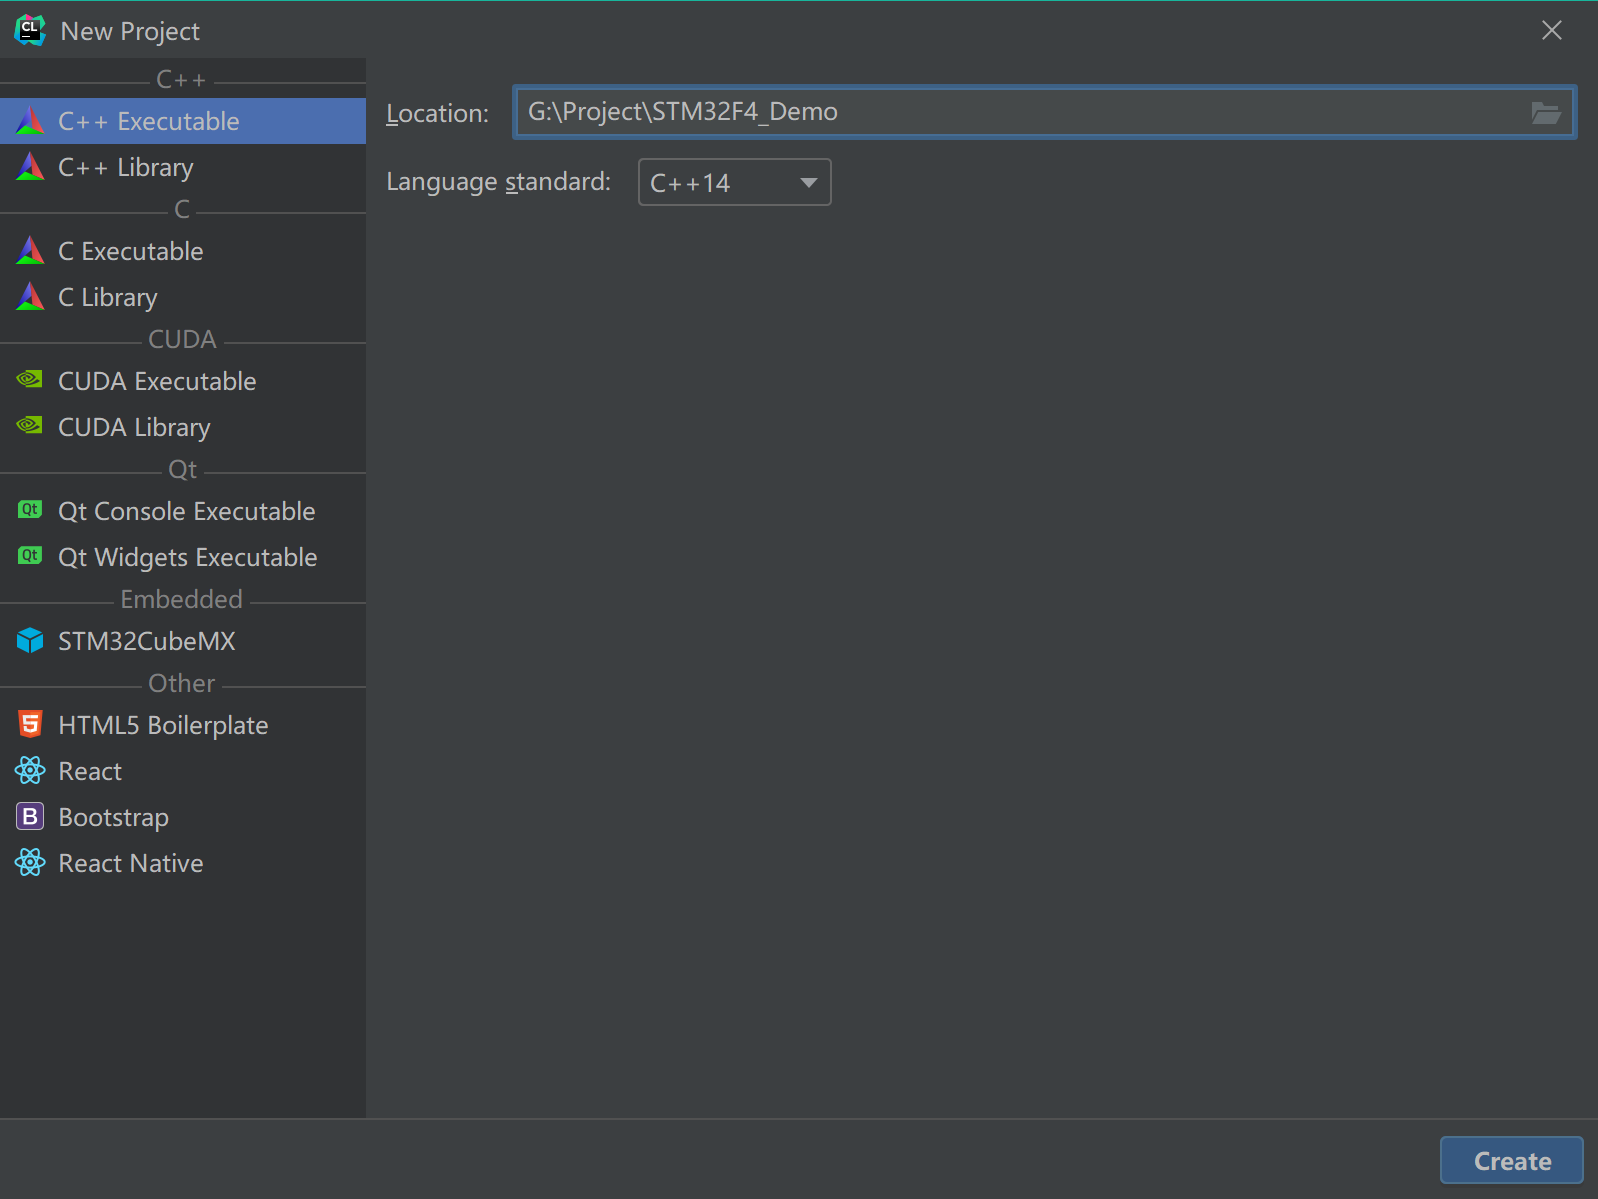 CL
New Project
C++
C++ Executable
C++ Library
C
C Executable
C Library
CUDA
CUDA Executable
CUDA Library
Qt
Qt Qt Console Executable
Qt Qt Widgets Executable
Embedded
STM32CubeMX
Other
5 HTML5 Boilerplate
React
B Bootstrap
React Native
Location: G:\Project\STM32F4_Demo
Language standard: C++14
Create